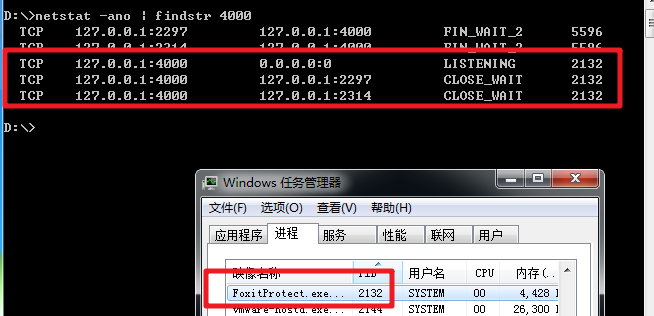 D:\>netstat -ano | findstr 4000
TCP 127.0.0.1:2297 127.0.0.1:4000 FIN_WAIT_2 5596
TCP 127.0.0.1:2314 127.0.0.1:4000 FIN_WAIT_2 5596
TCP 127.0.0.1:4000 0.0.0.0:0 LISTENING 2132
TCP 127.0.0.1:4000 127.0.0.1:2297 CLOSE_WAIT 2132
TCP 127.0.0.1:4000 127.0.0.1:2314 CLOSE_WAIT 2132
D:\>
Windows 任务管理器
文件(F) 选项(O) 查看(V) 帮助(H)
应用程序 进程 服务 性能 联网 用户
映像名称 PID 用户名 CPU 内存(...
FoxitProtect.exe... 2132 SYSTEM 00 4,428
vmware-hostd.exe... 2144 SYSTEM 00 26,300